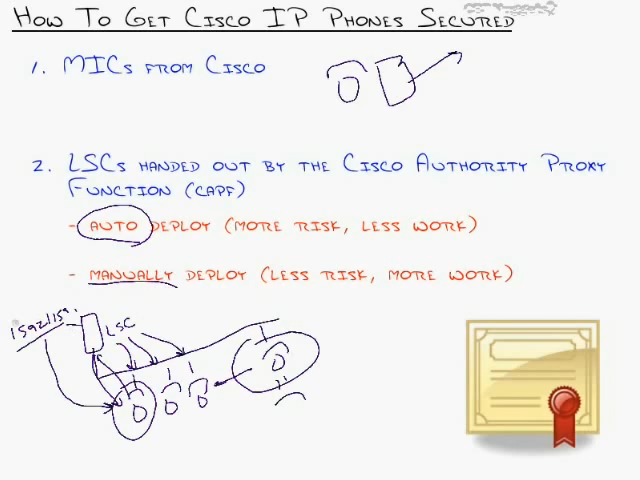 How To Get Cisco IP Phones Secured
1. MICs from Cisco
2. LSCs handed out by the Cisco Authority Proxy
Function (CAPF)
- Auto deploy (more risk, less work)
- Manually deploy (less risk, more work)
LSC